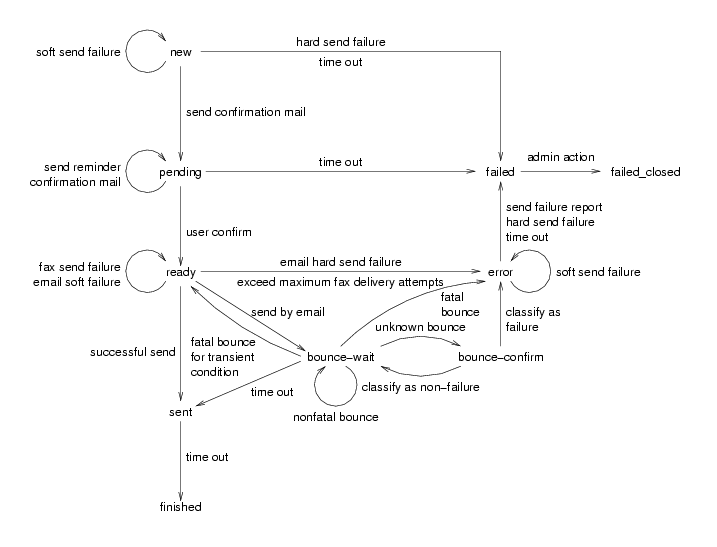 hard send failure
soft send failure
new
time out
send confirmation mail
time out
admin action
send reminder
confirmation mail
pending
failed
failed_closed
send failure report
hard send failure
time out
user confirm
fax send failure
email soft failure
ready
email hard send failure
exceed maximum fax delivery attempts
error
soft send failure
fatal
bounce
send by email
unknown bounce
classify as
failure
successful send
fatal bounce
for transient
condition
bounce–wait
bounce–confirm
time out
classify as non–failure
nonfatal bounce
sent
time out
finished